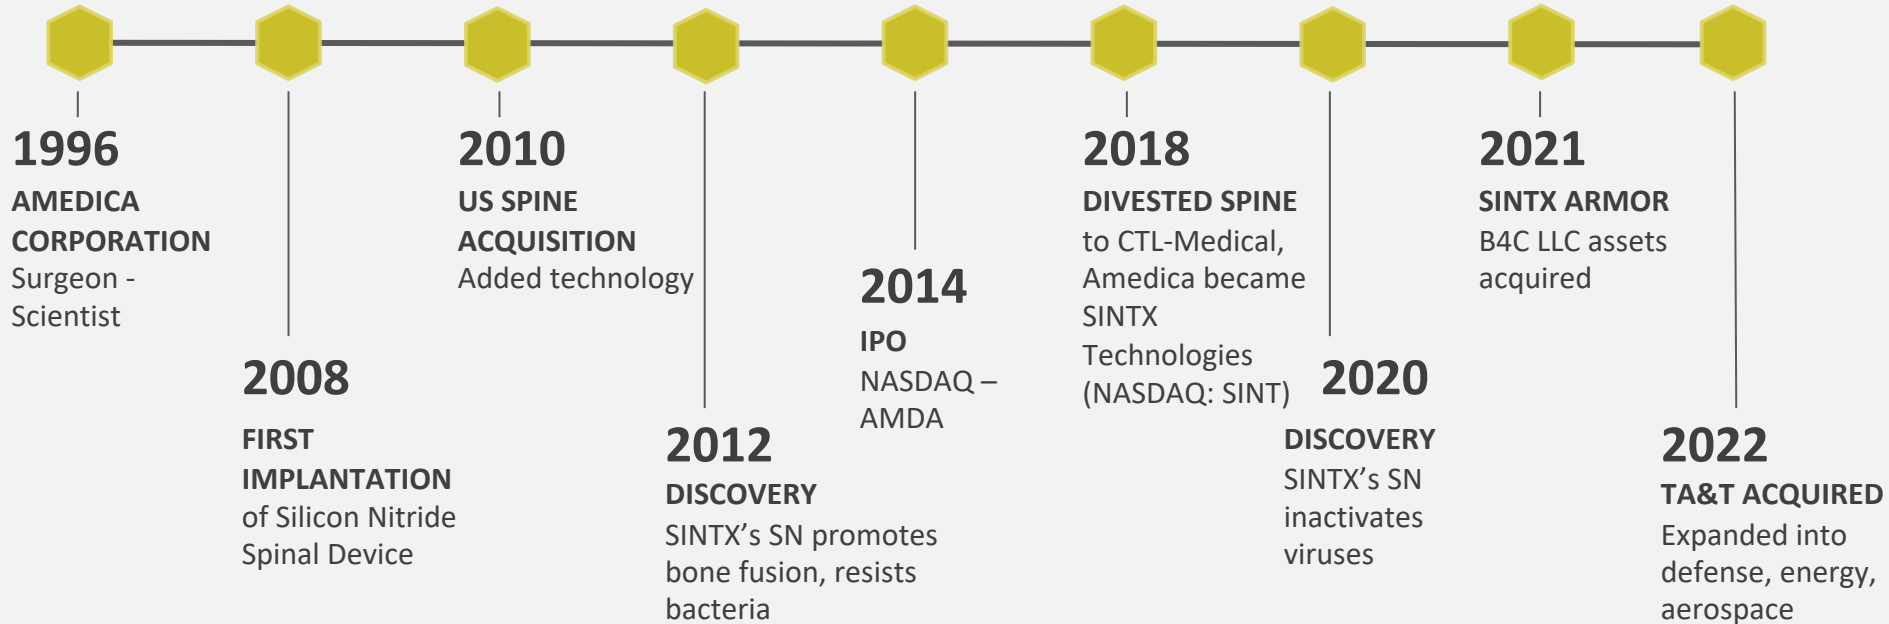 1996
AMEDICA
CORPORATION
Surgeon -
Scientist
2008
FIRST
IMPLANTATION
of Silicon Nitride
Spinal Device
2010
US SPINE
ACQUISITION
Added technology
2012
DISCOVERY
SINTX’s SN promotes
bone fusion, resists
bacteria
2014
IPO
NASDAQ –
AMDA
2018
DIVESTED SPINE
to CTL-Medical,
Amedica became
SINTX
Technologies
(NASDAQ: SINT)
2020
DISCOVERY
SINTX’s SN
inactivates
viruses
2021
SINTX ARMOR
B4C LLC assets
acquired
2022
TA&T ACQUIRED
Expanded into
defense, energy,
aerospace